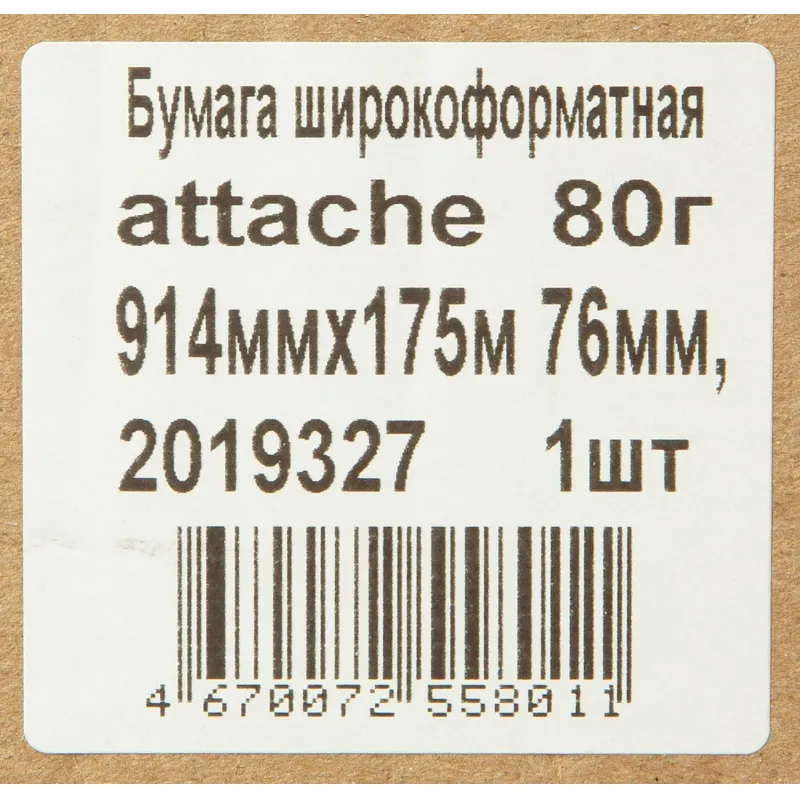 Бумага широкоформатная
attache 80г
914ммх175м 76мм,
2019327 1шт
4 670072 558011